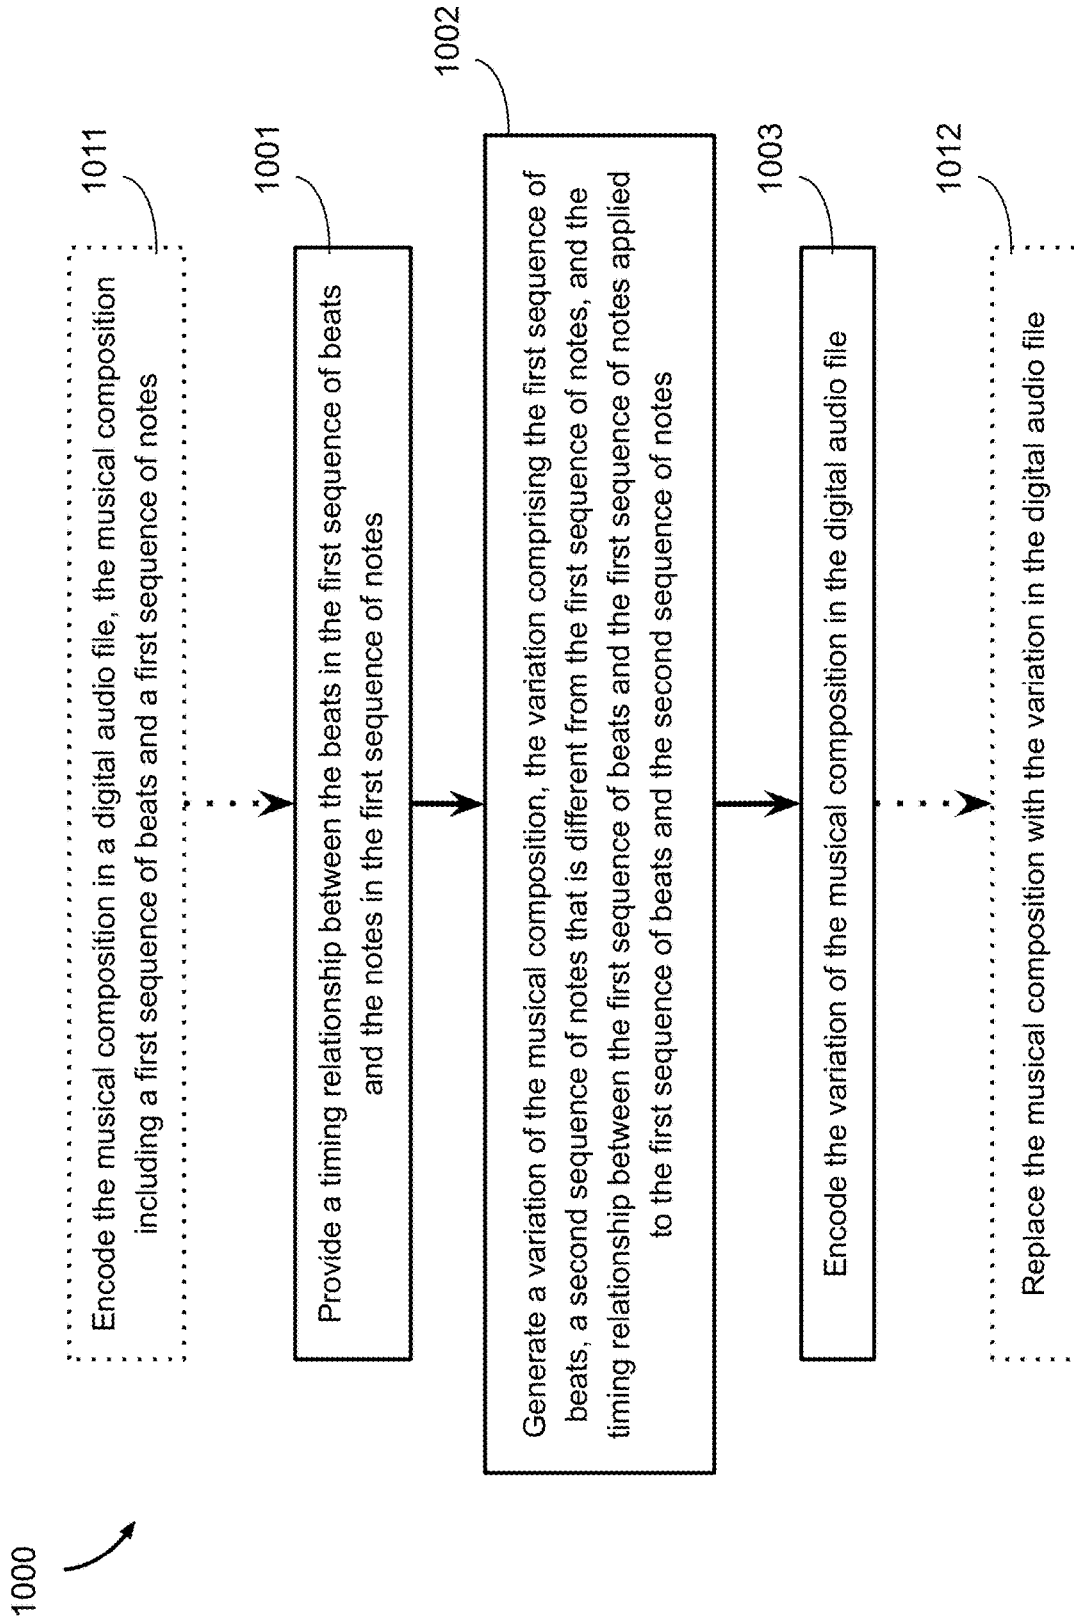 1000
1011
Encode the musical composition in a digital audio file, the musical composition
including a first sequence of beats and a first sequence of notes
1001
Provide a timing relationship between the beats in the first sequence of beats
and the notes in the first sequence of notes
1002
Generate a variation of the musical composition, the variation comprising the first sequence of
beats, a second sequence of notes that is different from the first sequence of notes, and the
timing relationship between the first sequence of beats and the first sequence of notes applied
to the first sequence of beats and the second sequence of notes
1003
Encode the variation of the musical composition in the digital audio file
1012
Replace the musical composition with the variation in the digital audio file